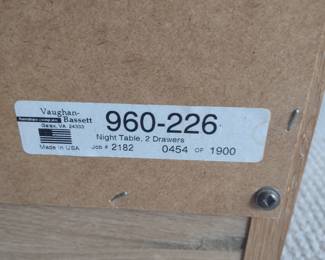 Vaughan-
Bassett
Galax, VA 24333
Made in USA
960-226
Night Table, 2 Drawers
Job # 2182 0454 OF 1900